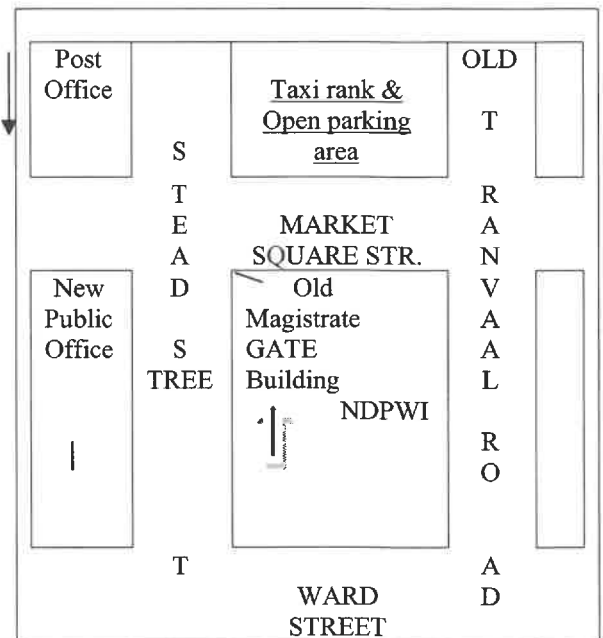 Post
Office
Taxi rank &
Open parking
area
OLD
T
R
A
N
V
A
A
L
R
O
A
D
S
T
E
A
D
S
TREE
T
MARKET
SQUARE STR.
New
Public
Office
Old
Magistrate
GATE
Building
NDPWI
WARD
STREET